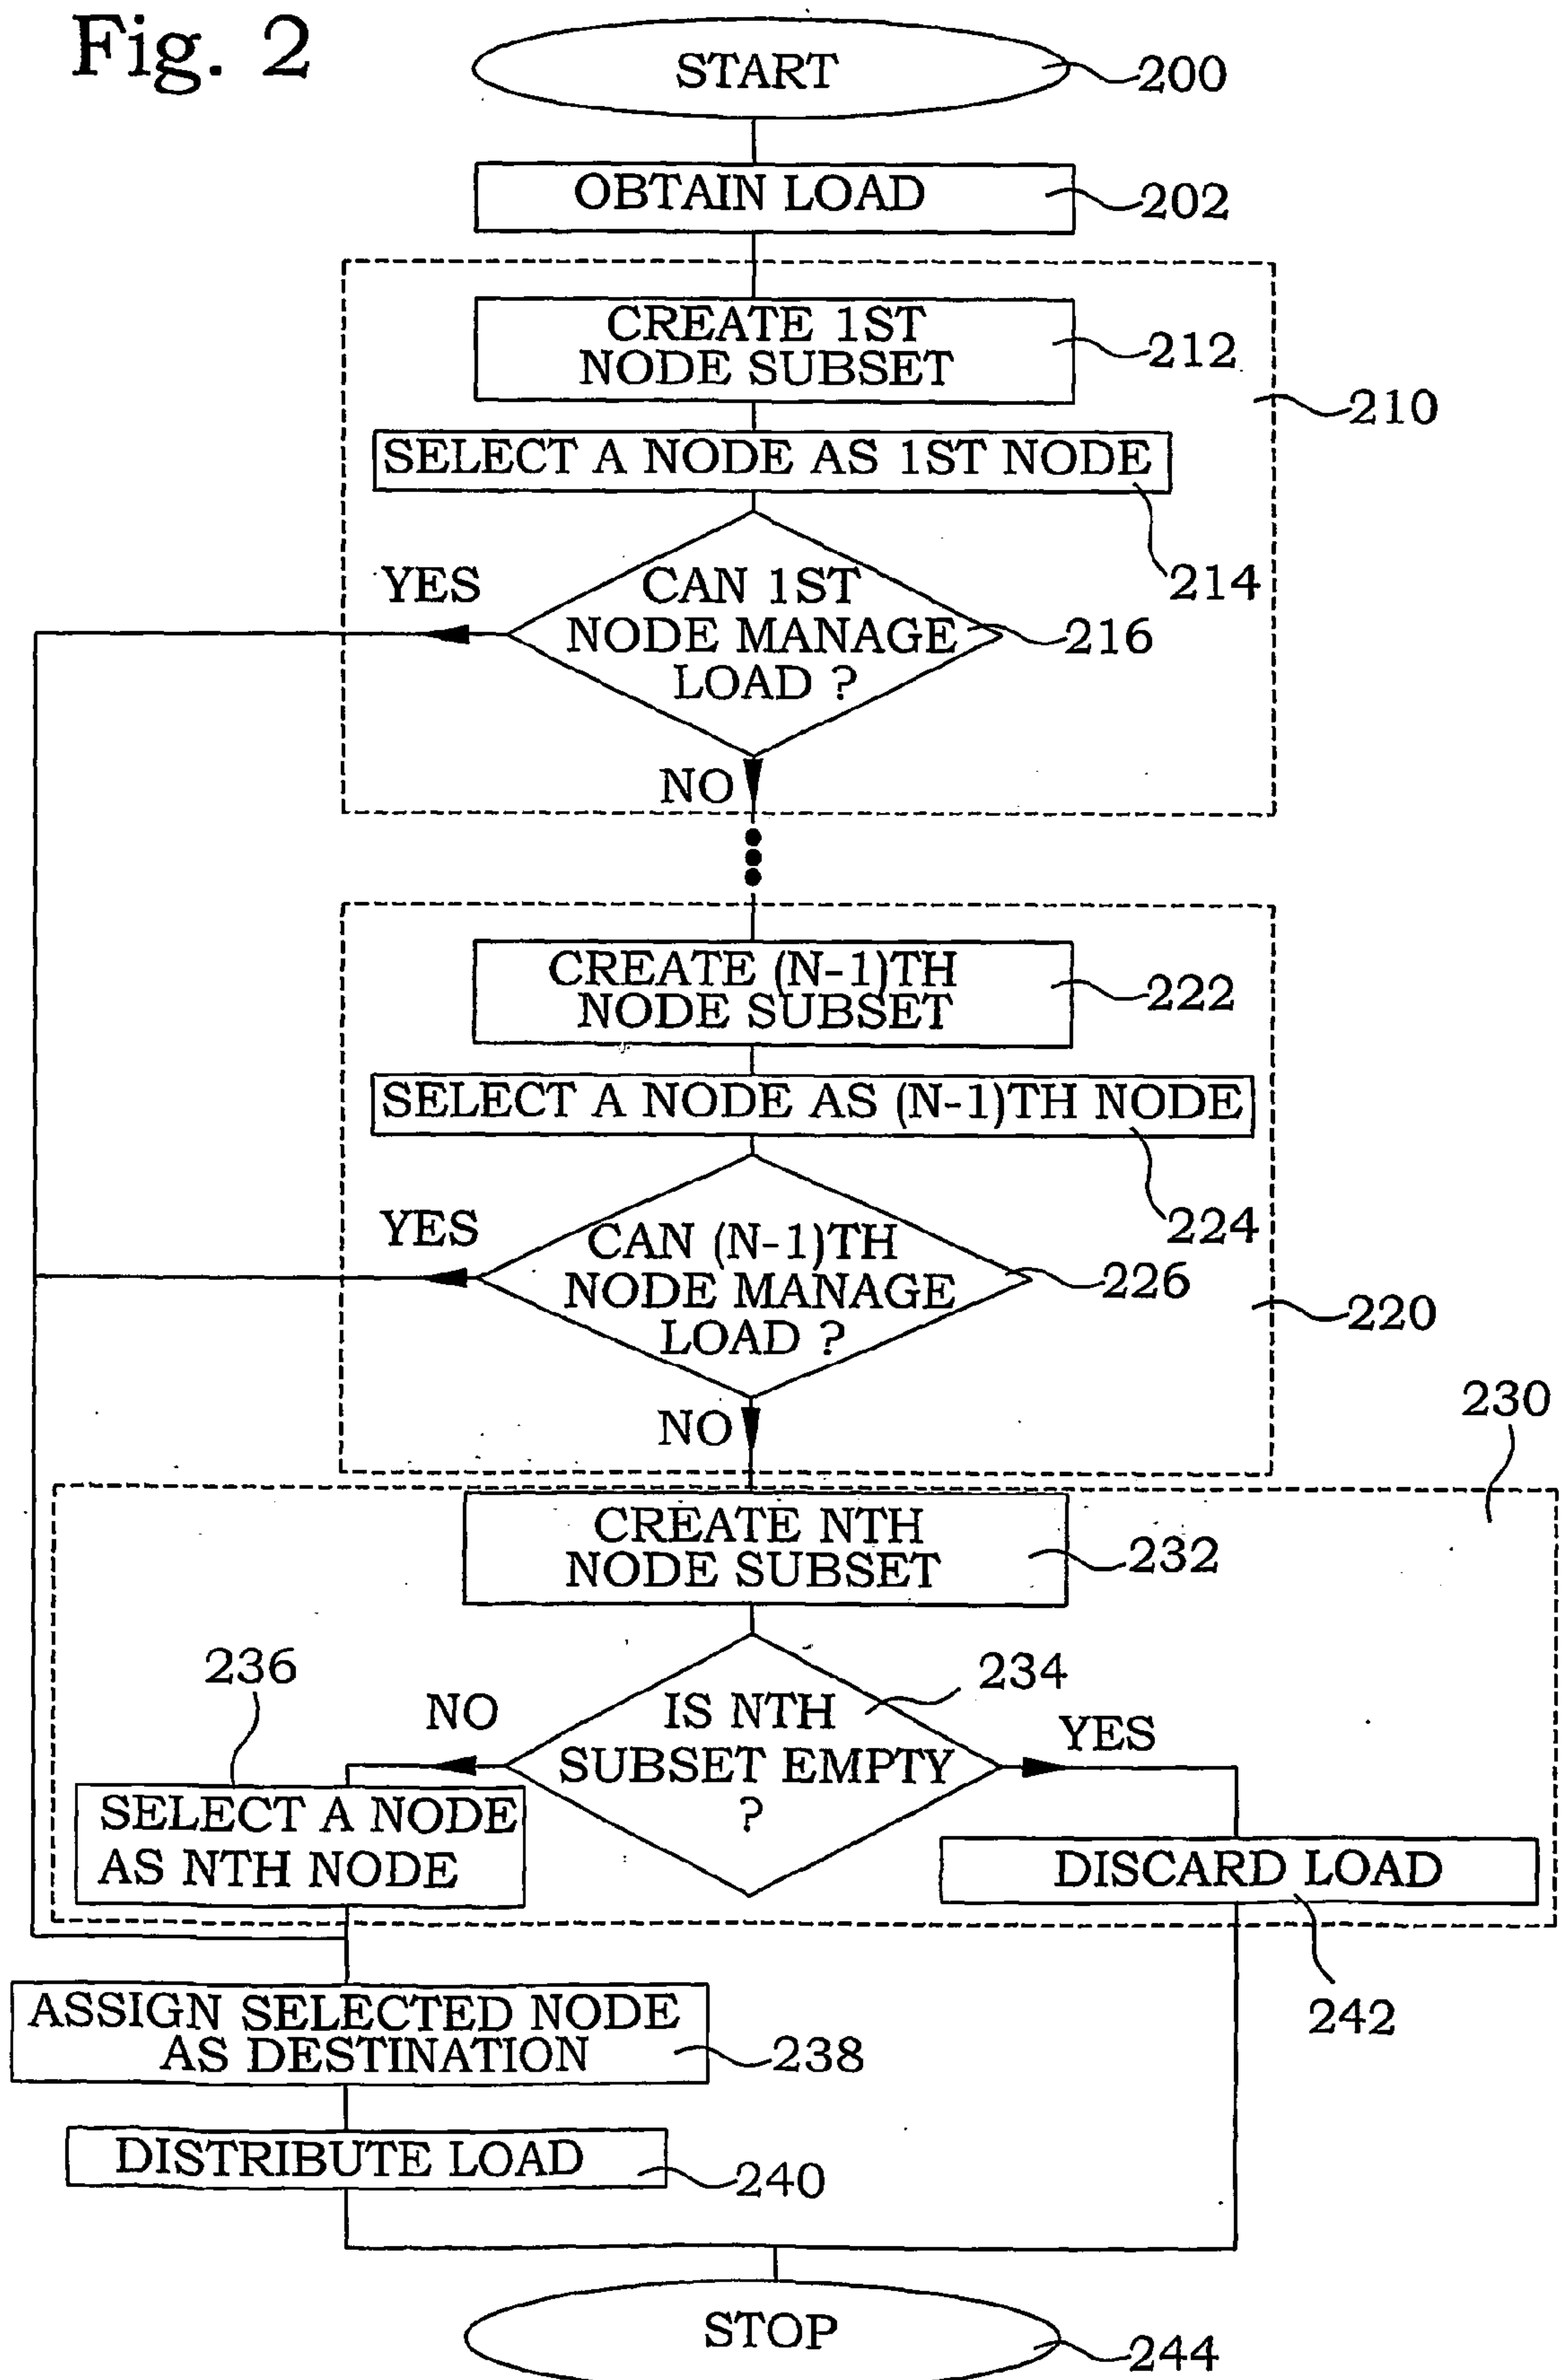 Fig. 2
START
200
OBTAIN LOAD
202
CREATE 1ST
NODE SUBSET
212
210
SELECT A NODE AS 1ST NODE
214
YES
CAN 1ST
NODE MANAGE
LOAD ?
216
NO
CREATE (N-1)TH
NODE SUBSET
222
SELECT A NODE AS (N-1)TH NODE
224
YES
CAN (N-1)TH
NODE MANAGE
LOAD ?
226
220
NO
230
CREATE NTH
NODE SUBSET
232
236
234
NO
IS NTH
SUBSET EMPTY
?
YES
SELECT A NODE
AS NTH NODE
DISCARD LOAD
242
ASSIGN SELECTED NODE
AS DESTINATION
238
DISTRIBUTE LOAD
240
STOP
244